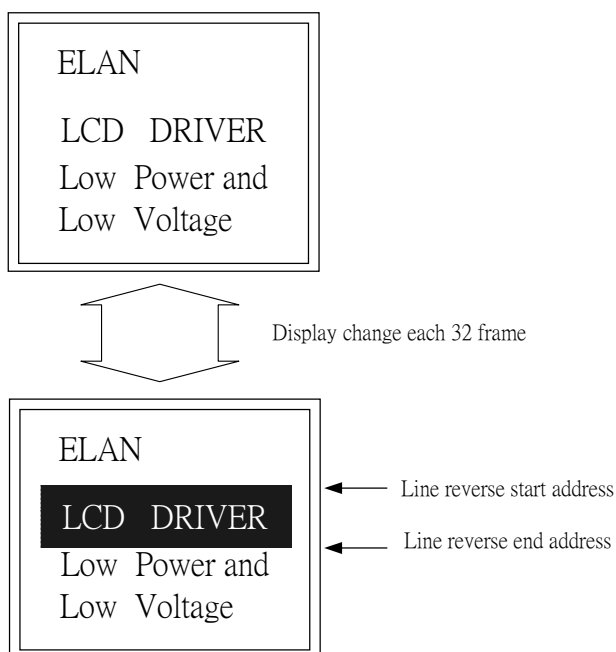 ELAN
LCD DRIVER
Low Power and
Low Voltage
Display change each 32 frame
ELAN
LCD DRIVER
Low Power and
Low Voltage
Line reverse start address
Line reverse end address